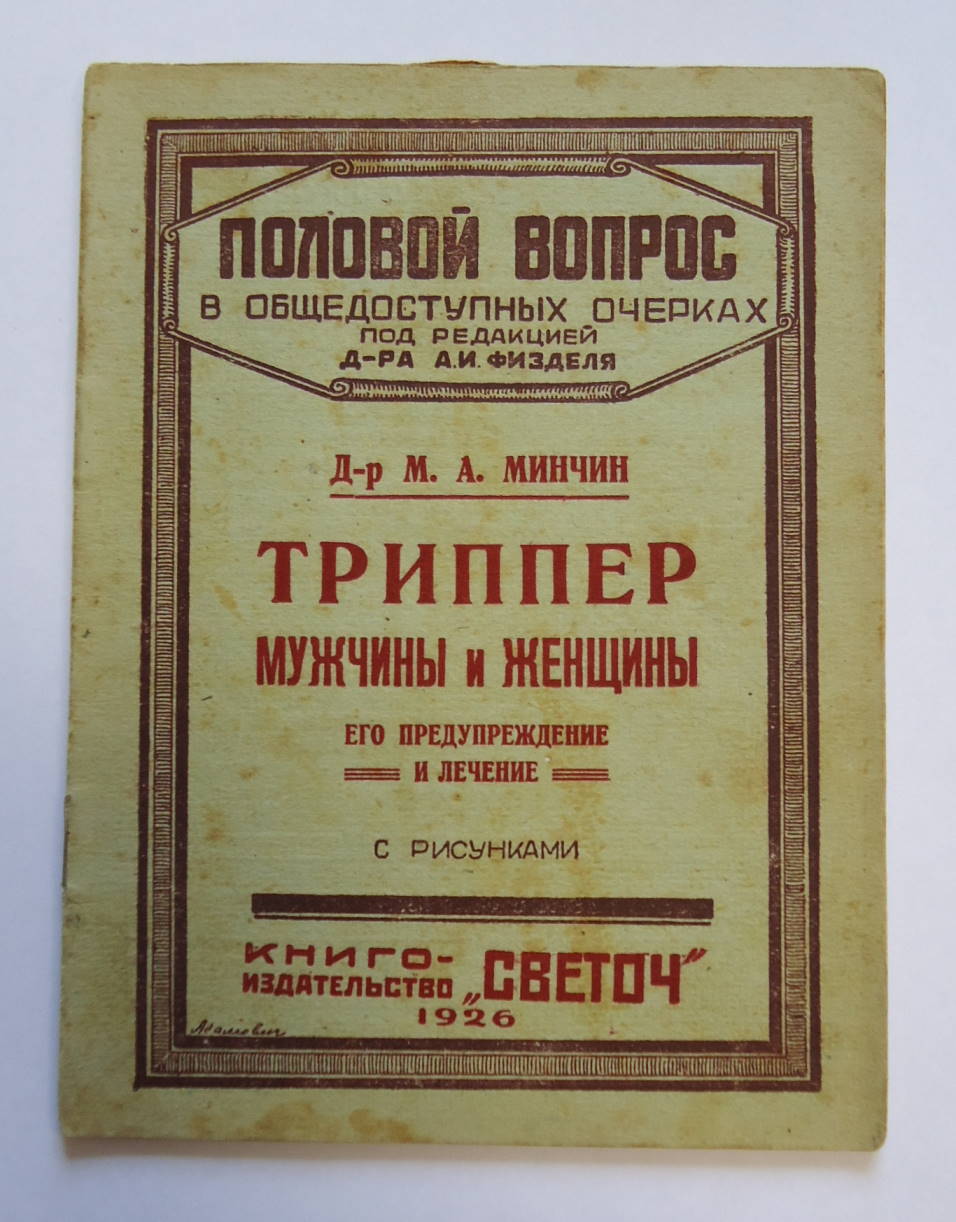 ПОЛОВОЙ ВОПРОС
В ОБЩЕДОСТУПНЫХ ОЧЕРКАХ
ПОД РЕДАКЦИЕЙ
Д-РА А.И. ФИЗДЕЛЯ
Д-р М. А. МИНЧИН
ТРИППЕР
МУЖЧИНЫ и ЖЕНЩИНЫ
ЕГО ПРЕДУПРЕЖДЕНИЕ
И ЛЕЧЕНИЕ
С РИСУНКАМИ
КНИГО-
ИЗДАТЕЛЬСТВО „СВЕТОЧ"
1926
Адамович